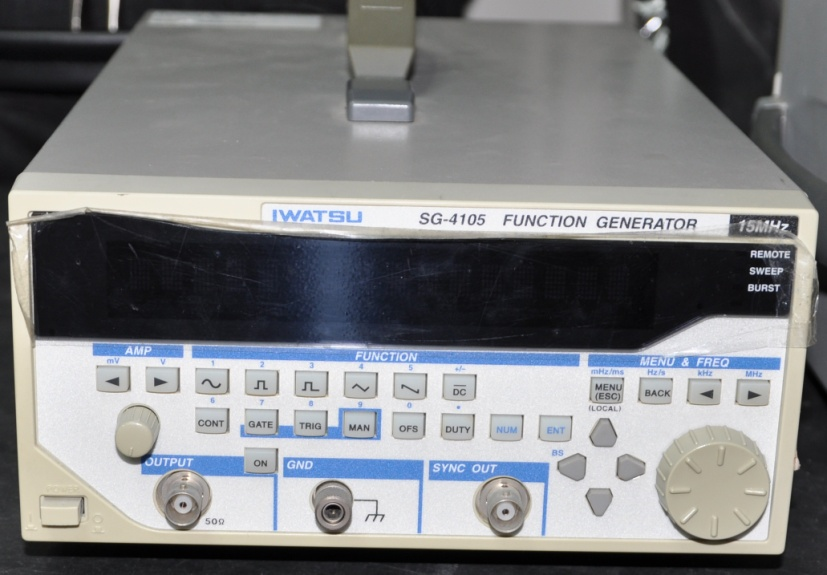 IWATSU SG-4105 FUNCTION GENERATOR 15MHz
REMOTE
SWEEP
BURST
AMP FUNCTION MENU & FREQ
mV V 1 2 3 4 5 +/- mHz/ms Hz/s kHz MHz
DC MENU (ESC) BACK
(LOCAL)
6 7 8 9 0 •
CONT GATE TRIG MAN OFS DUTY NUM ENT
BS
ON
OUTPUT GND SYNC OUT
50Ω